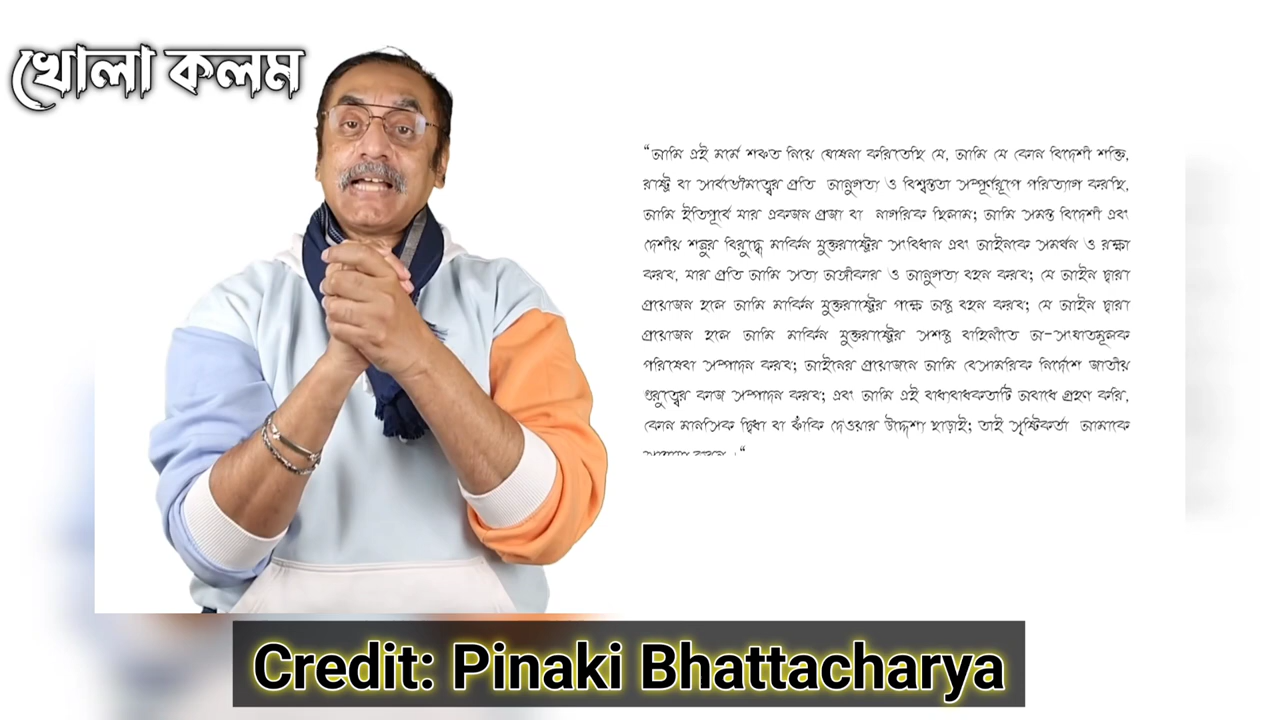 খোলা কলম
“আমি এই মর্মে শপথ নিয়ে ঘোষনা করিতেছি যে, আমি যে কোন বিদেশী শক্তি,
রাষ্ট্র বা সার্বভৌমত্বের প্রতি আনুগত্য ও বিশ্বস্ততা সম্পূর্ণরূপে পরিত্যাগ করছি,
আমি ইতিপূর্বে যার একজন প্রজা বা নাগরিক ছিলাম; আমি সমস্ত বিদেশী এবং
দেশীয় শত্রুর বিরুদ্ধে মার্কিন যুক্তরাষ্ট্রের সংবিধান এবং আইনকে সমর্থন ও রক্ষা
করব, যার প্রতি আমি সত্য অঙ্গীকার ও আনুগত্য বহন করব; যে আইন দ্বারা
প্রয়োজন হলে আমি মার্কিন যুক্তরাষ্ট্রের পক্ষে অস্ত্র বহন করব; যে আইন দ্বারা
প্রয়োজন হলে আমি মার্কিন যুক্তরাষ্ট্রের সশস্ত্র বাহিনীতে অ-সংঘাতমূলক
পরিষেবা সম্পাদন করব; আইনের প্রয়োজনে আমি বেসামরিক নির্দেশে জাতীয়
গুরুত্বের কাজ সম্পাদন করব; এবং আমি এই বাধ্যবাধকতাটি অবাধে গ্রহণ করি,
কোন মানসিক দ্বিধা বা ফাঁকি দেওয়ার উদ্দেশ্য ছাড়াই; তাই সৃষ্টিকর্তা আমাকে
Credit: Pinaki Bhattacharya